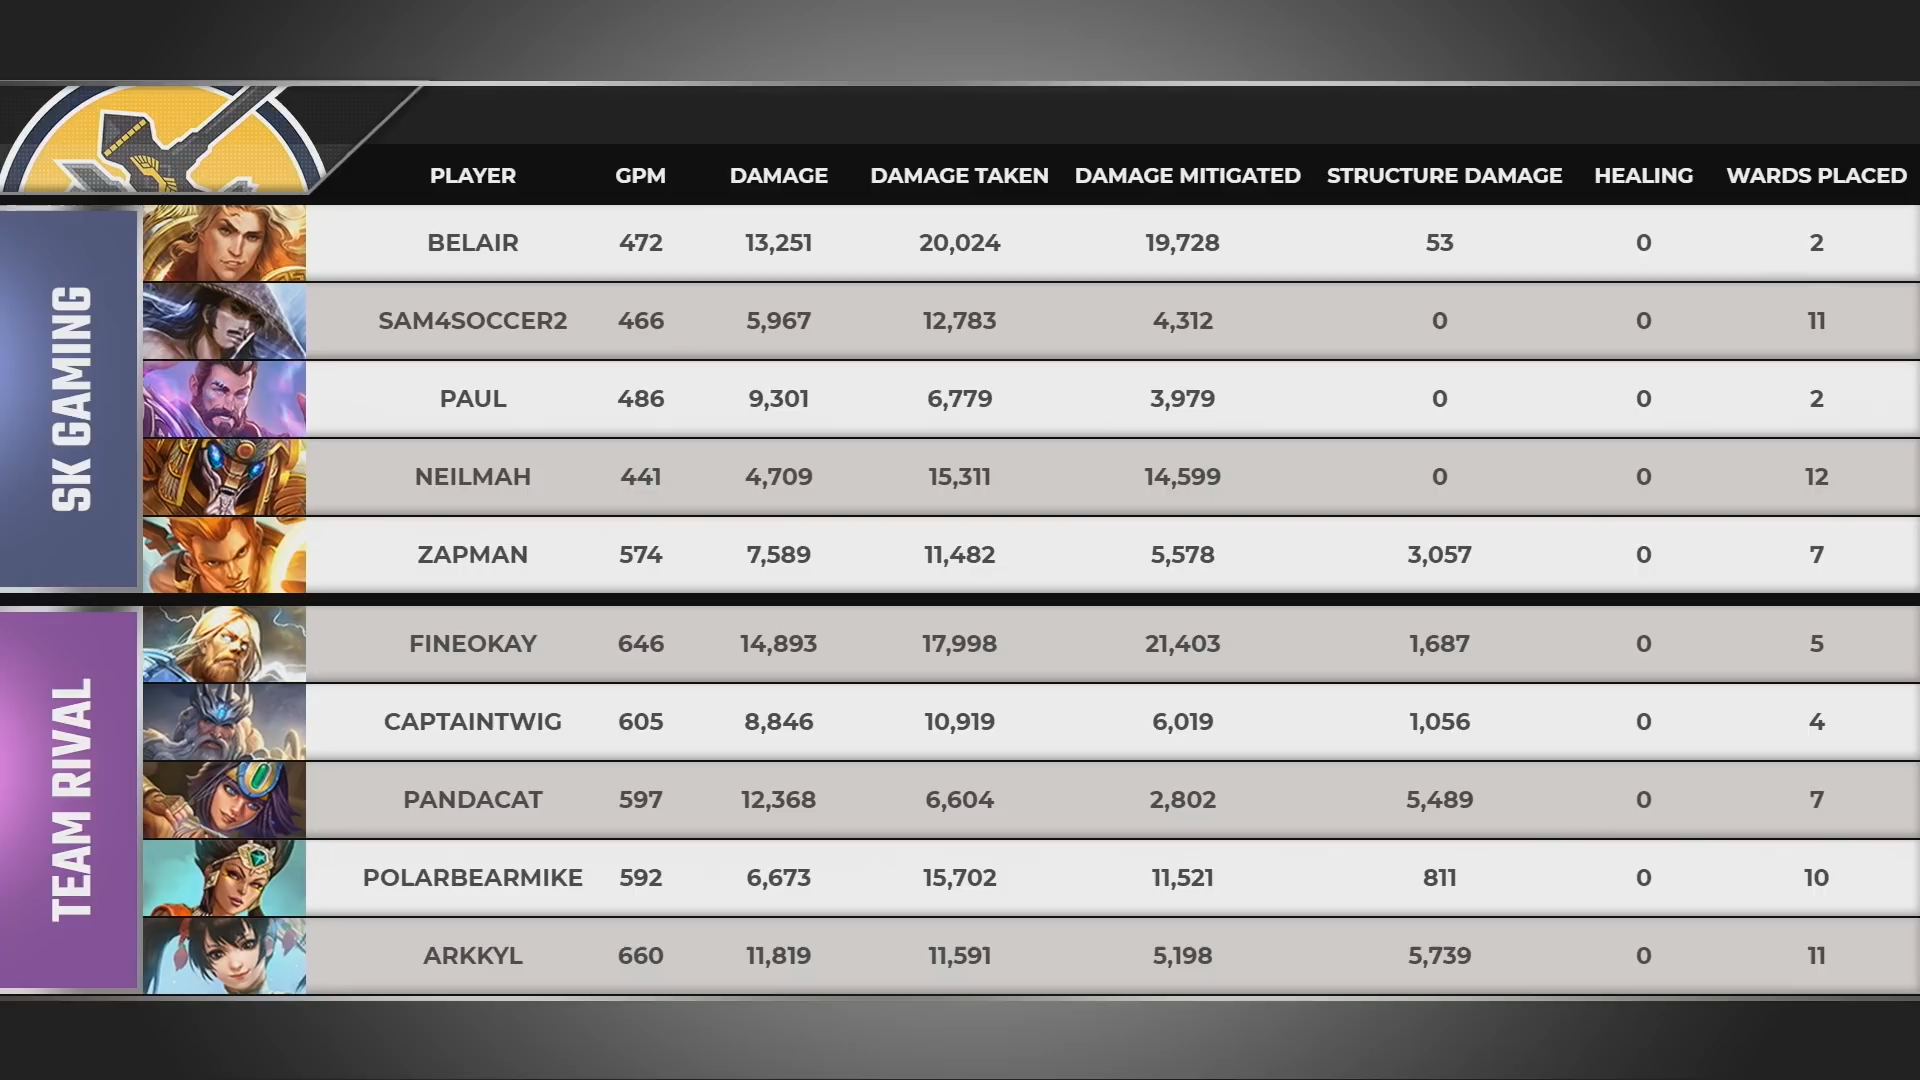 PLAYER GPM DAMAGE DAMAGE TAKEN DAMAGE MITIGATED STRUCTURE DAMAGE HEALING WARDS PLACED
SK GAMING
BELAIR 472 13,251 20,024 19,728 53 0 2
SAM4SOCCER2 466 5,967 12,783 4,312 0 0 11
PAUL 486 9,301 6,779 3,979 0 0 2
NEILMAH 441 4,709 15,311 14,599 0 0 12
ZAPMAN 574 7,589 11,482 5,578 3,057 0 7
TEAM RIVAL
FINEOKAY 646 14,893 17,998 21,403 1,687 0 5
CAPTAINTWIG 605 8,846 10,919 6,019 1,056 0 4
PANDACAT 597 12,368 6,604 2,802 5,489 0 7
POLARBEARMIKE 592 6,673 15,702 11,521 811 0 10
ARKKYL 660 11,819 11,591 5,198 5,739 0 11